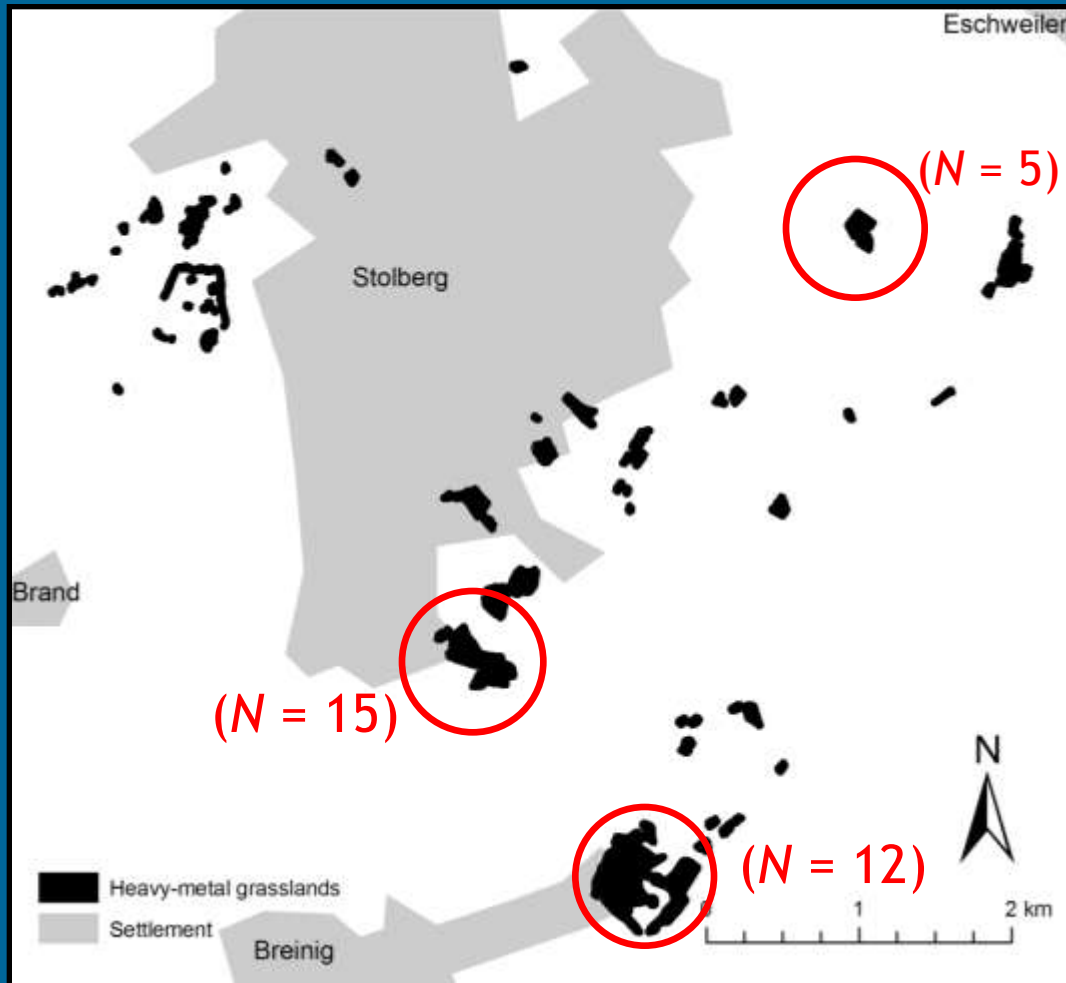 Eschweiler
(N = 5)
Stolberg
Brand
(N = 15)
N
(N = 12)
Heavy-metal grasslands
Settlement
0 1 2 km
Breinig